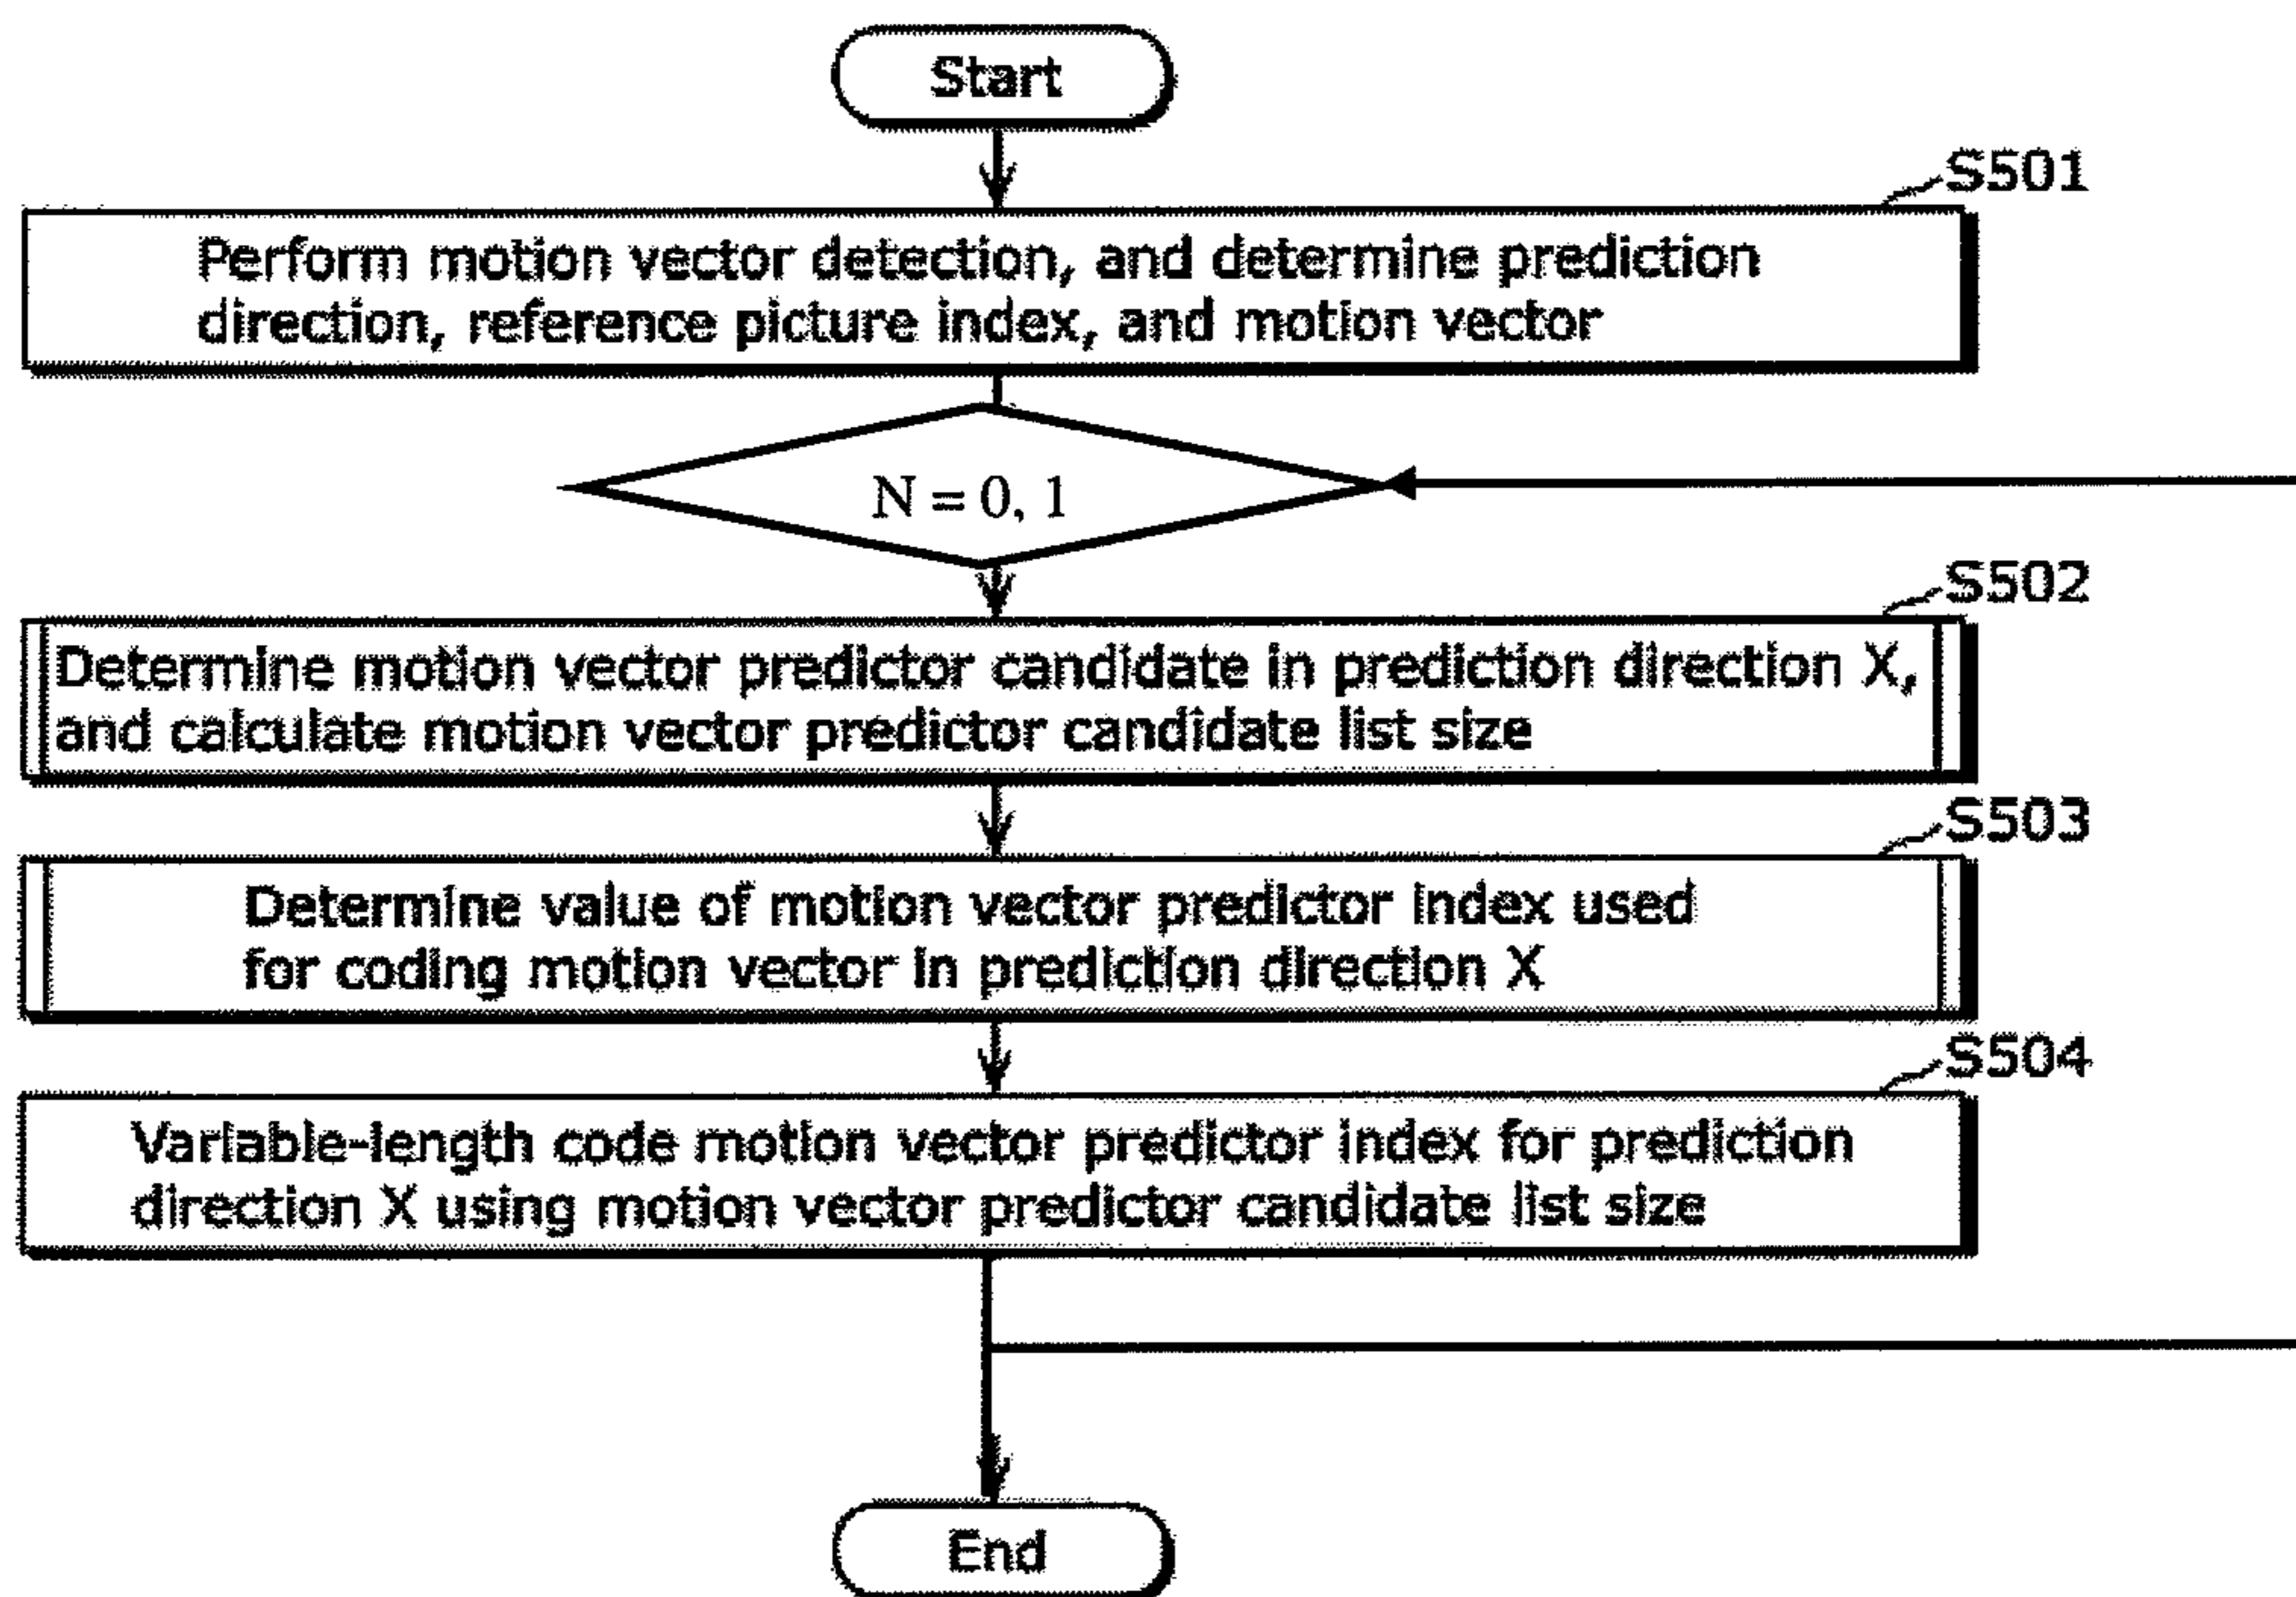 Start
S501
Perform motion vector detection, and determine prediction
direction, reference picture index, and motion vector
N = 0, 1
S502
Determine motion vector predictor candidate in prediction direction X,
and calculate motion vector predictor candidate list size
S503
Determine value of motion vector predictor index used
for coding motion vector in prediction direction X
S504
Variable-length code motion vector predictor index for prediction
direction X using motion vector predictor candidate list size
End